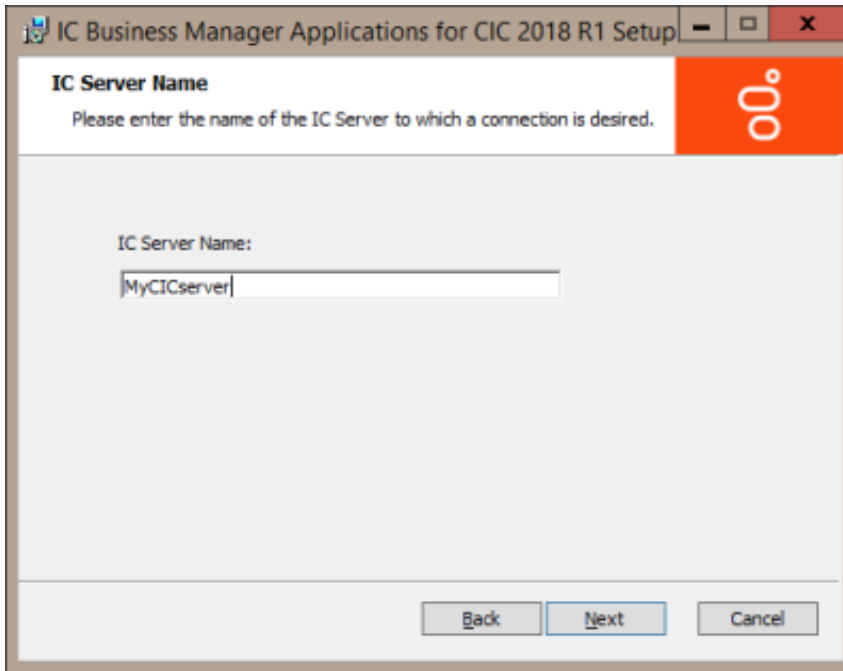 IC Business Manager Applications for CIC 2018 R1 Setup
IC Server Name
Please enter the name of the IC Server to which a connection is desired.
IC Server Name:
MyCICserver
Back Next Cancel